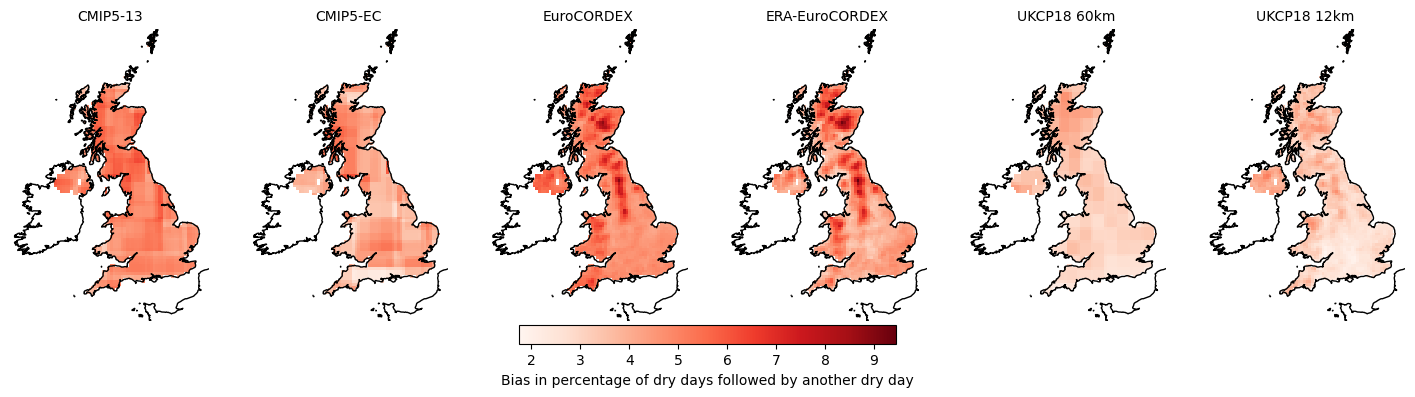 CMIP5-13
CMIP5-EC
EuroCORDEX
ERA-EuroCORDEX
UKCP18 60km
UKCP18 12km
2 3 4 5 6 7 8 9
Bias in percentage of dry days followed by another dry day